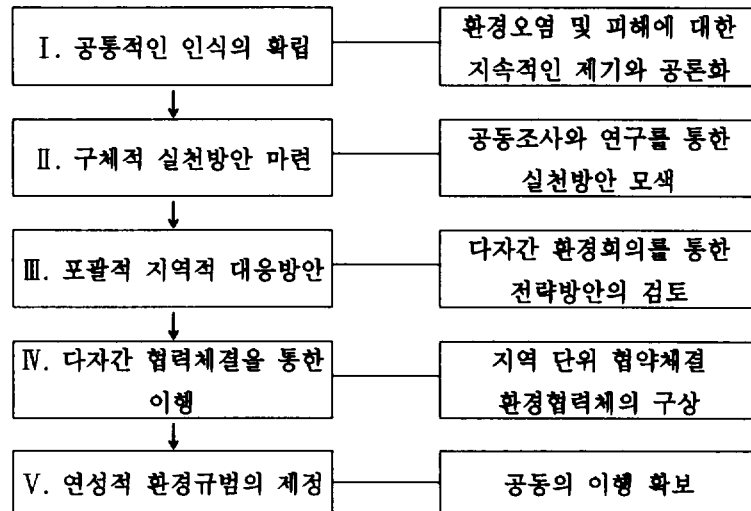 Ⅰ. 공통적인 인식의 확립
환경오염 및 피해에 대한
지속적인 제기와 공론화
Ⅱ. 구체적 실천방안 마련
공동조사와 연구를 통한
실천방안 모색
Ⅲ. 포괄적 지역적 대응방안
다자간 환경회의를 통한
전략방안의 검토
Ⅳ. 다자간 협력체결을 통한
이행
지역 단위 협약체결
환경협력체의 구상
Ⅴ. 연성적 환경규범의 제정
공동의 이행 확보